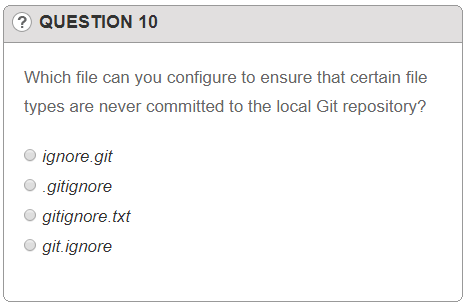 ? QUESTION 10
Which file can you configure to ensure that certain file
types are never committed to the local Git repository?
ignore.git
.gitignore
gitignore.txt
git.ignore